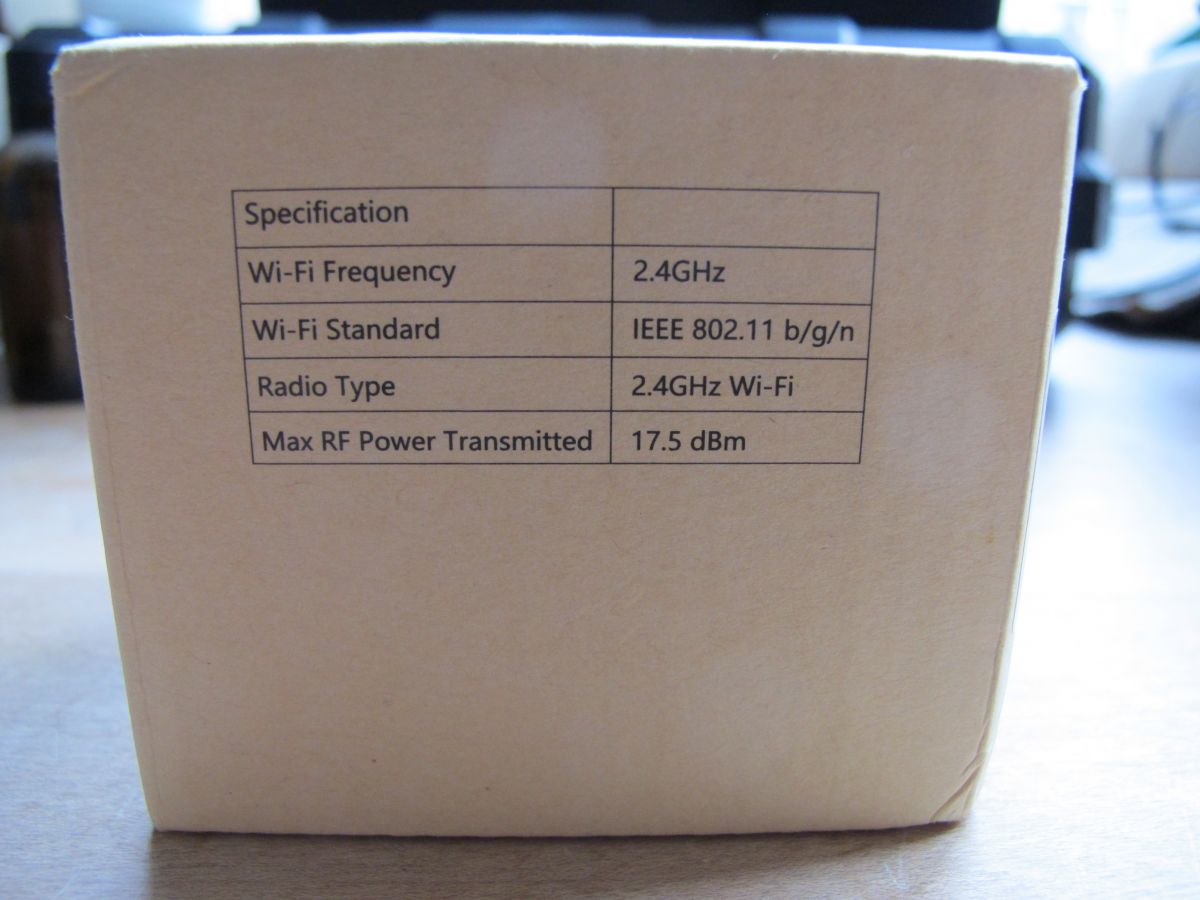 Specification
Wi-Fi Frequency 2.4GHz
Wi-Fi Standard IEEE 802.11 b/g/n
Radio Type 2.4GHz Wi-Fi
Max RF Power Transmitted 17.5 dBm